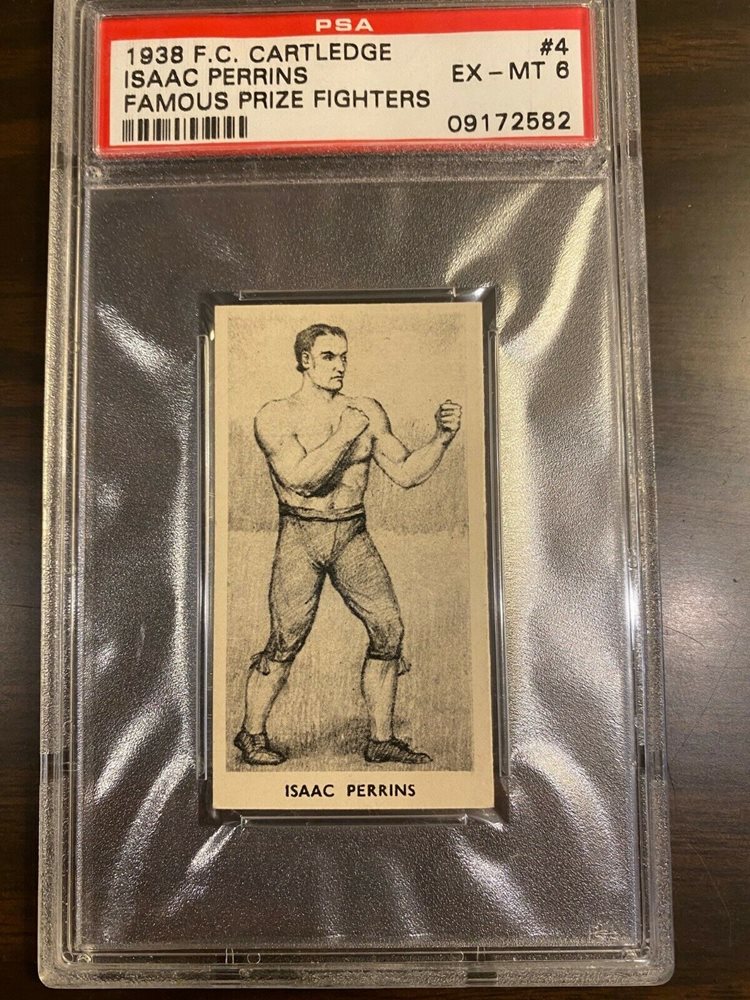 PSA
1938 F.C. CARTLEDGE #4
ISAAC PERRINS EX - MT 6
FAMOUS PRIZE FIGHTERS
09172582
ISAAC PERRINS